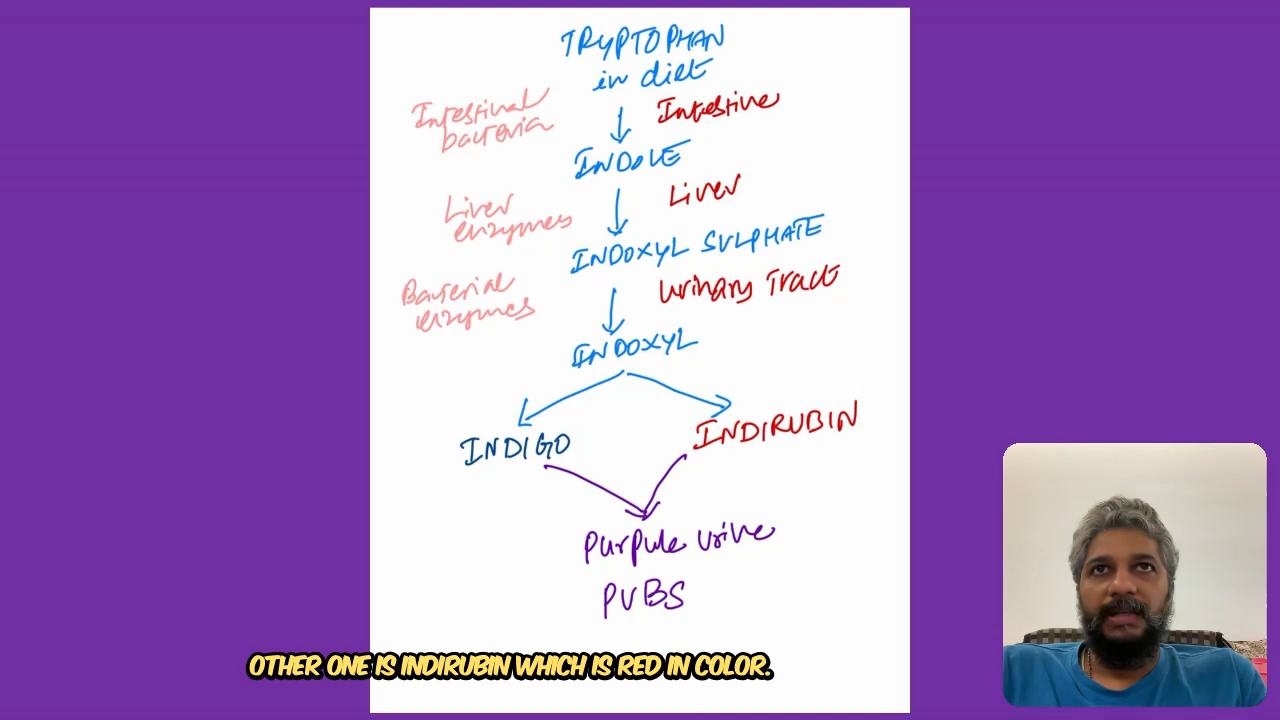 TRYPTOPHAN
in diet
Intestinal
bacteria
Intestine
INDOLE
Liver
enzymes
Liver
INDOXYL SULPHATE
Bacterial
enzymes
Urinary Tract
INDOXYL
INDIGO
INDIRUBIN
Purpule urine
PUBS
OTHER ONE IS INDIRUBIN WHICH IS RED IN COLOR.